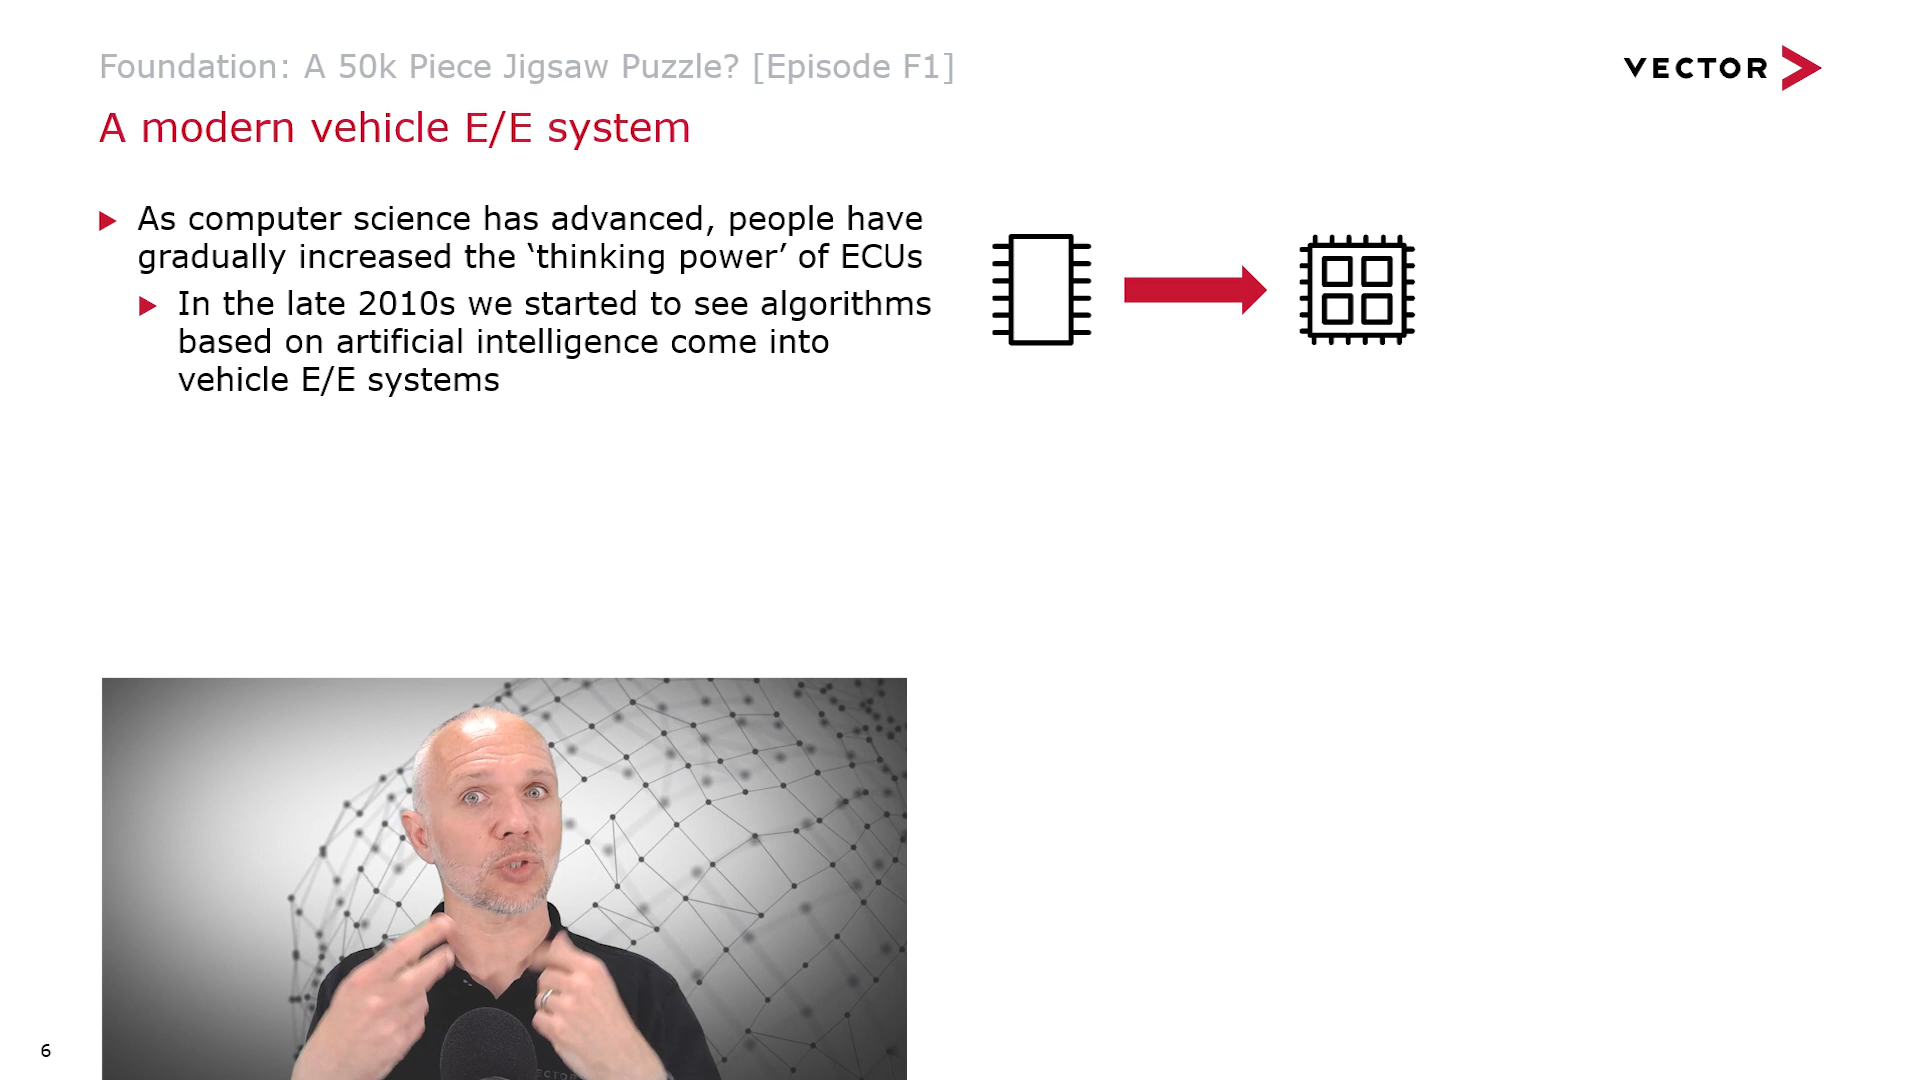 Foundation: A 50k Piece Jigsaw Puzzle? [Episode F1]
VECTOR
A modern vehicle E/E system
As computer science has advanced, people have
gradually increased the ‘thinking power’ of ECUs
In the late 2010s we started to see algorithms
based on artificial intelligence come into
vehicle E/E systems
ECTOR
6